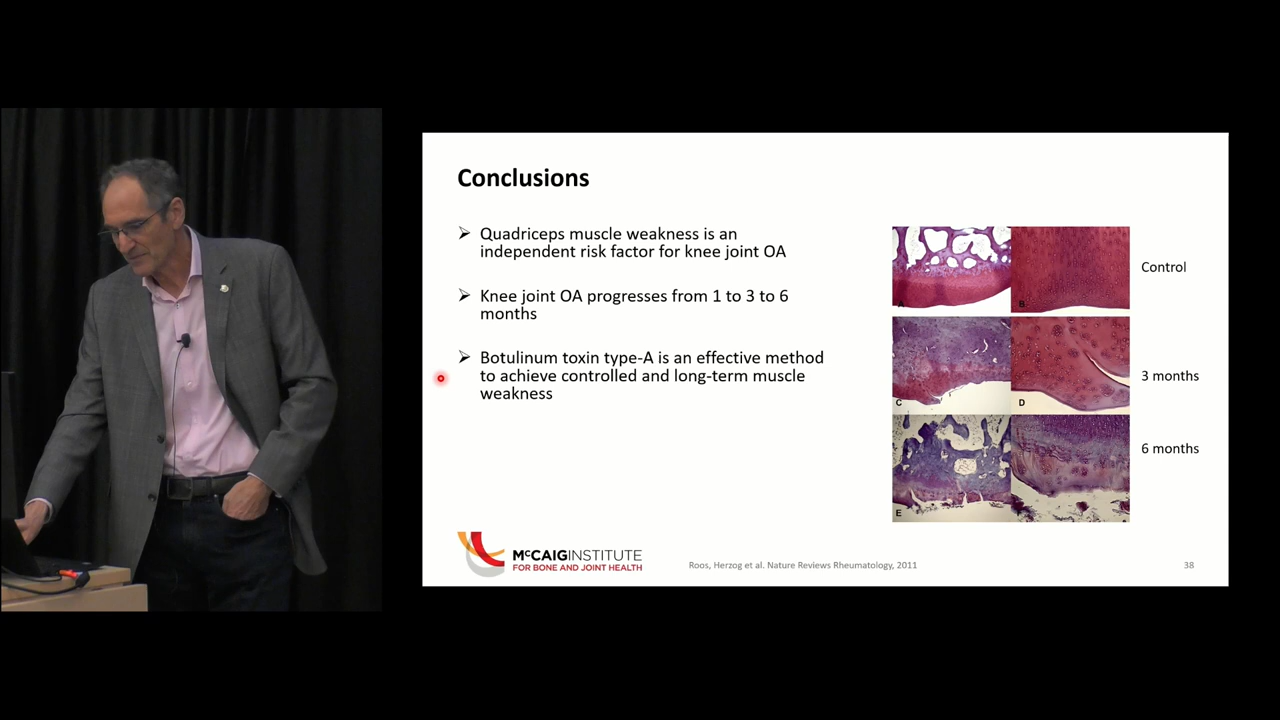 Conclusions
➢ Quadriceps muscle weakness is an
independent risk factor for knee joint OA
➢ Knee joint OA progresses from 1 to 3 to 6
months
➢ Botulinum toxin type-A is an effective method
to achieve controlled and long-term muscle
weakness
A
B
Control
C
D
3 months
E
6 months
McCAIGINSTITUTE
FOR BONE AND JOINT HEALTH
Roos, Herzog et al. Nature Reviews Rheumatology, 2011
38